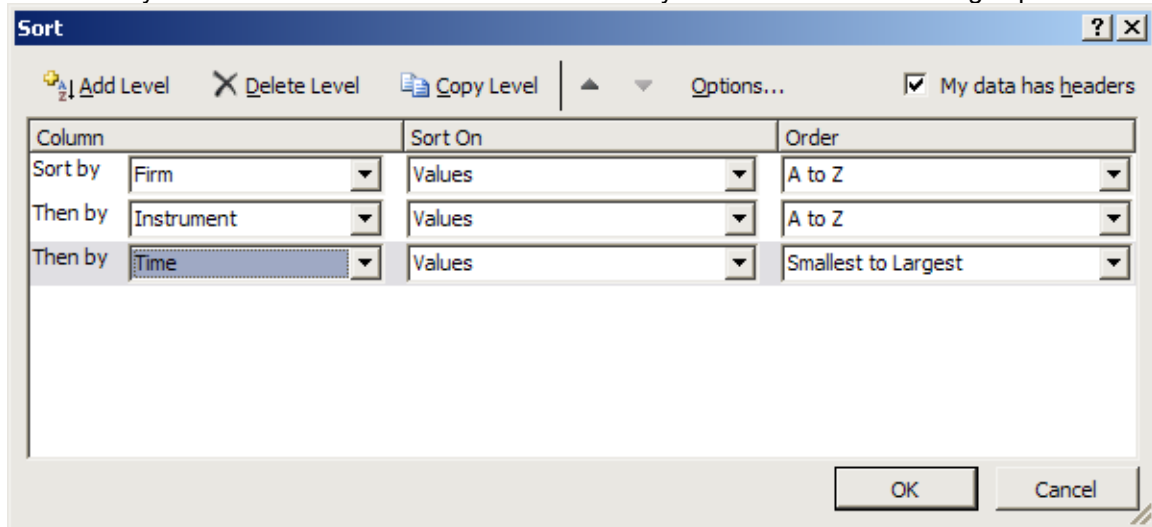 Sort
Add Level Delete Level Copy Level Options... My data has headers
Column Sort On Order
Sort by Firm Values A to Z
Then by Instrument Values A to Z
Then by Time Values Smallest to Largest
OK Cancel